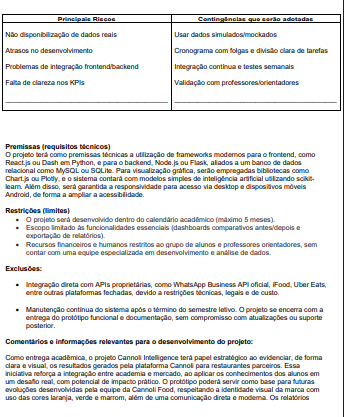 Principais Riscos
Contingências que serão adotadas
Não disponibilização de dados reais
Usar dados simulados/mockados
Atrasos no desenvolvimento
Cronograma com folgas e divisão clara de tarefas
Problemas de integração frontend/backend
Integração contínua e testes semanais
Falta de clareza nos KPIs
Validação com professores/orientadores
Premissas (requisitos técnicos)
O projeto terá como premissas técnicas a utilização de frameworks modernos para o frontend, como
React.js ou Dash em Python, e para o backend, Node.js ou Flask, aliados a um banco de dados
relacional como MySQL ou SQLite. Para visualização gráfica, serão empregadas bibliotecas como
Chart.js ou Plotly, e o sistema contará com modelos simples de inteligência artificial utilizando scikit-
learn. Além disso, será garantida a responsividade para acesso via desktop e dispositivos móveis
Android, de forma a ampliar a acessibilidade.
Restrições (limites)
• O projeto será desenvolvido dentro do calendário acadêmico (máximo 5 meses).
• Escopo limitado às funcionalidades essenciais (dashboards comparativos antes/depois e
exportação de relatórios).
• Recursos financeiros e humanos restritos ao grupo de alunos e professores orientadores, sem
contar com uma equipe especializada em desenvolvimento e análise de dados.
Exclusões:
• Integração direta com APIs proprietárias, como WhatsApp Business API oficial, iFood, Uber Eats,
entre outras plataformas fechadas, devido a restrições técnicas, legais e de custo.
• Manutenção contínua do sistema após o término do semestre letivo. O projeto se encerra com a
entrega do protótipo funcional e documentação, sem compromisso com atualizações ou suporte
posterior.
Comentários e informações relevantes para o desenvolvimento do projeto:
Como entrega acadêmica, o projeto Cannoli Intelligence terá papel estratégico ao evidenciar, de forma
clara e visual, os resultados gerados pela plataforma Cannoli para restaurantes parceiros. Essa
iniciativa reforça a integração entre academia e mercado, ao aplicar os conhecimentos dos alunos em
um desafio real, com potencial de impacto prático. O protótipo poderá servir como base para futuras
evoluções desenvolvidas pela equipe da Cannoli Food, respeitando a identidade visual da marca com
uso das cores laranja, verde e marrom, além de uma comunicação direta e moderna. Os relatórios